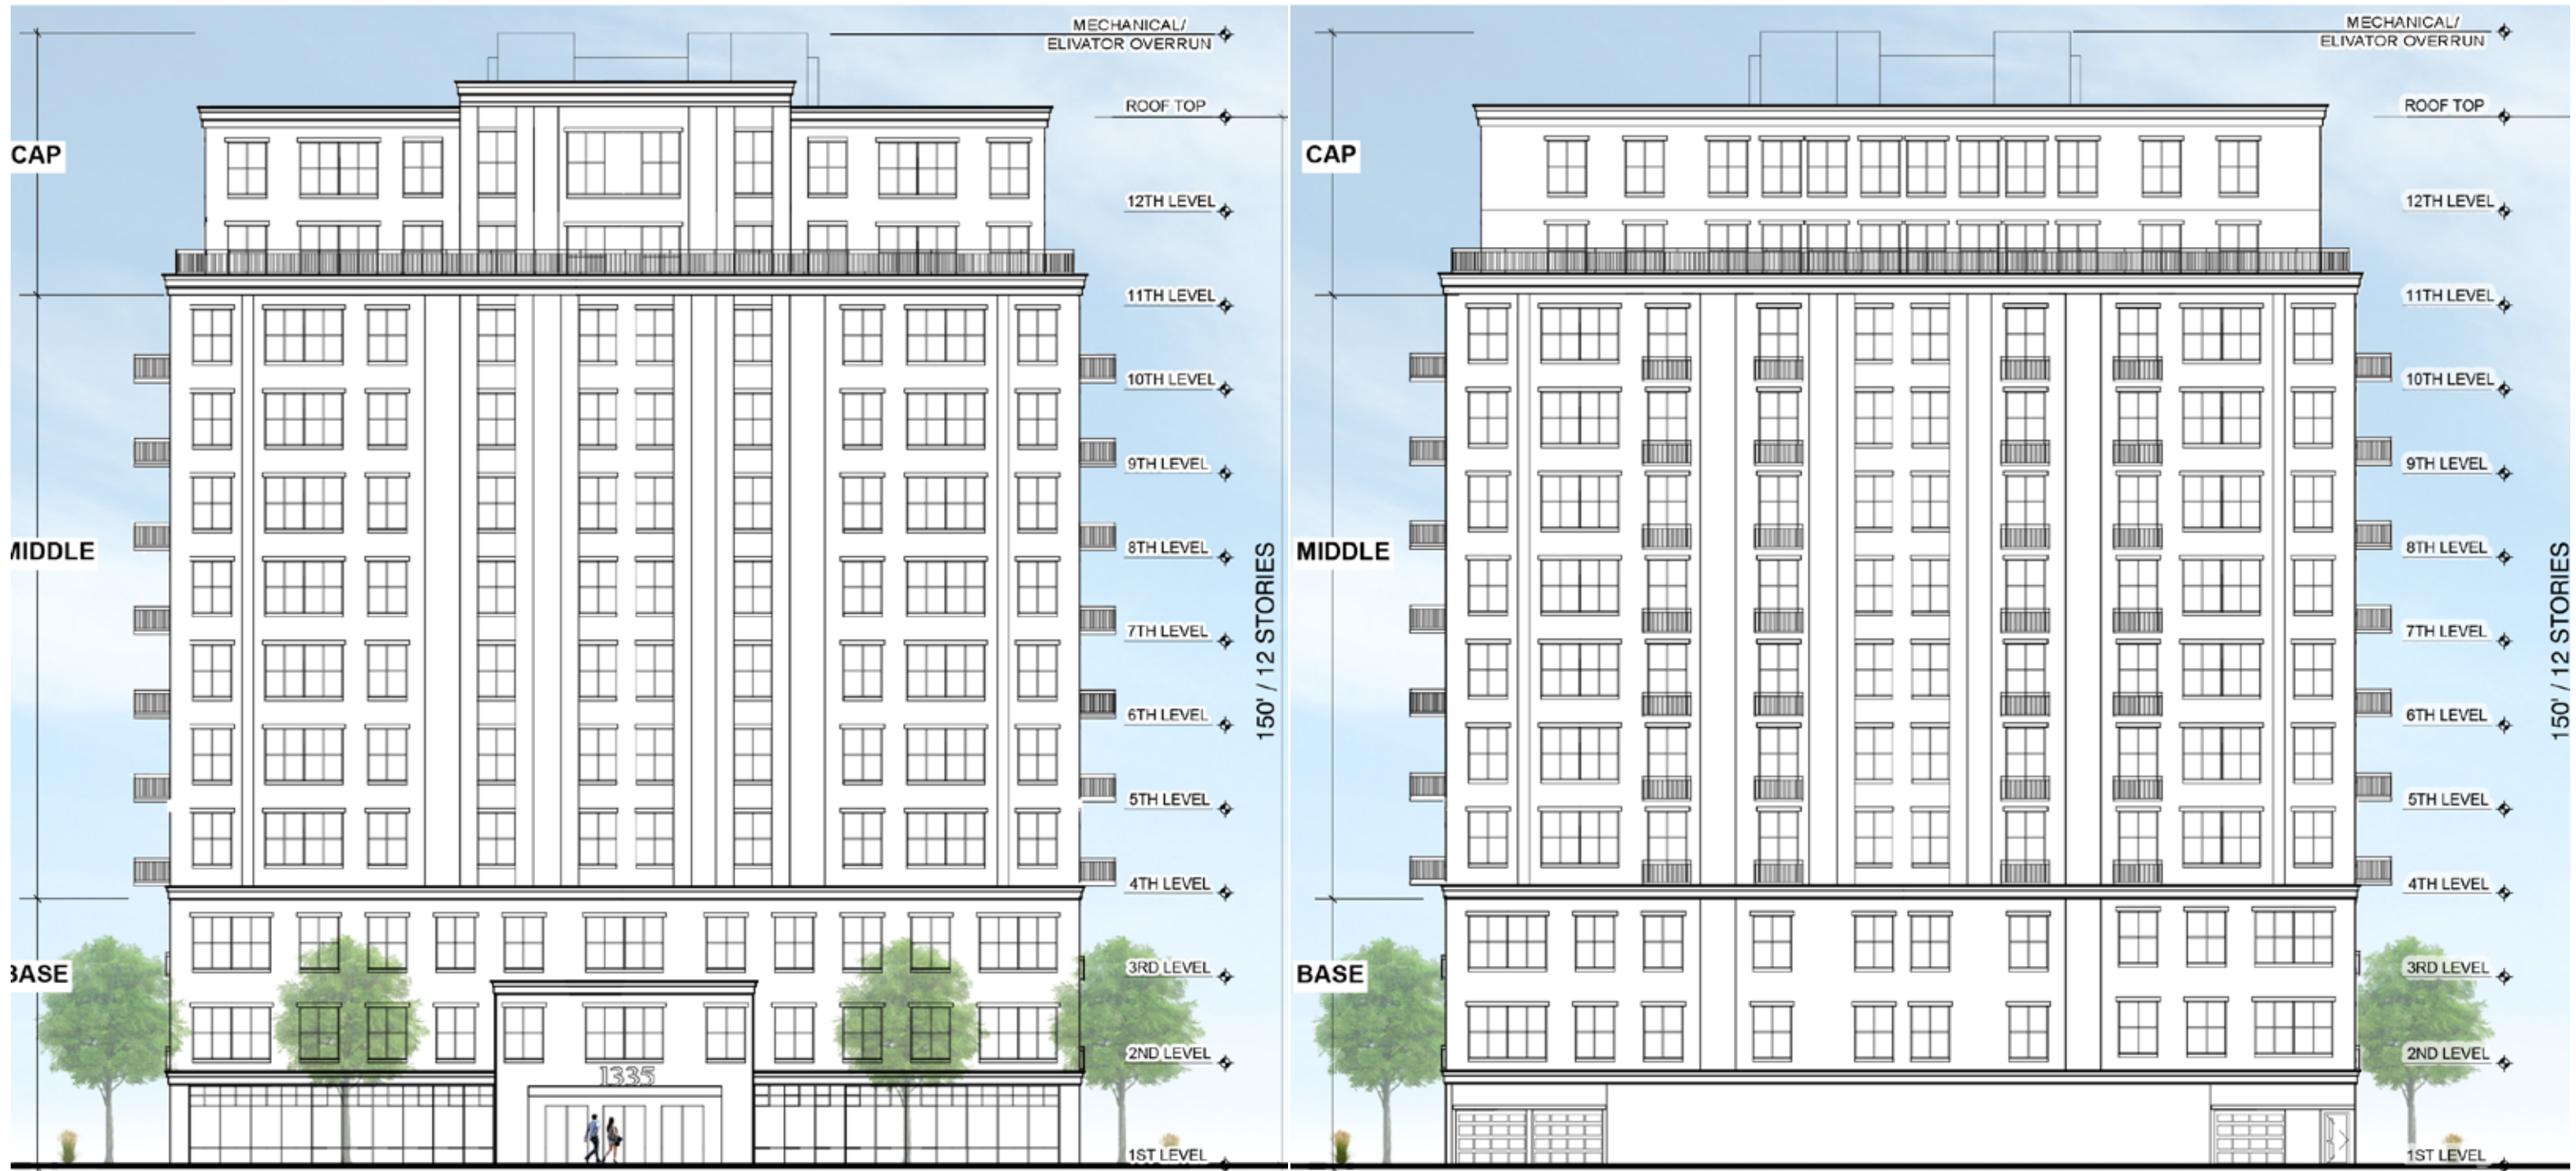 MECHANICAL/
ELIVATOR OVERRUN
ROOF TOP
CAP
12TH LEVEL
11TH LEVEL
10TH LEVEL
9TH LEVEL
8TH LEVEL
MIDDLE
7TH LEVEL
150' / 12 STORIES
6TH LEVEL
5TH LEVEL
4TH LEVEL
3RD LEVEL
BASE
2ND LEVEL
1335
1ST LEVEL
MECHANICAL/
ELIVATOR OVERRUN
ROOF TOP
CAP
12TH LEVEL
11TH LEVEL
10TH LEVEL
9TH LEVEL
8TH LEVEL
MIDDLE
7TH LEVEL
150' / 12 STORIES
6TH LEVEL
5TH LEVEL
4TH LEVEL
3RD LEVEL
BASE
2ND LEVEL
1ST LEVEL